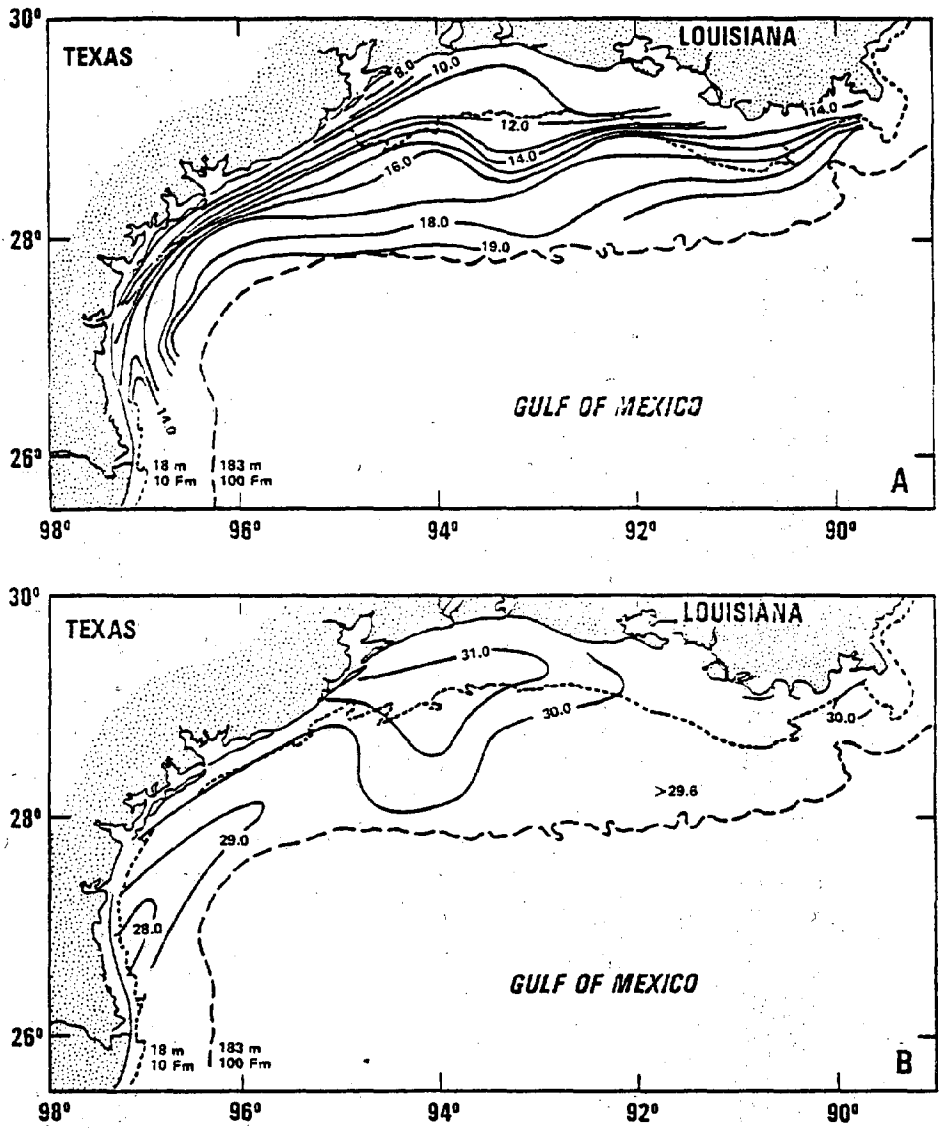 30°
TEXAS
LOUISIANA
8.0
10.0
14.0
12.0
14.0
16.0
18.0
19.0
28°
GULF OF MEXICO
14.0
26°
18 m
10 Fm
183 m
100 Fm
A
98°
96°
94°
92°
90°
30°
TEXAS
LOUISIANA
31.0
30.0
30.0
>29.6
28°
29.0
28.0
GULF OF MEXICO
26°
18 m
10 Fm
183 m
100 Fm
B
98°
96°
94°
92°
90°